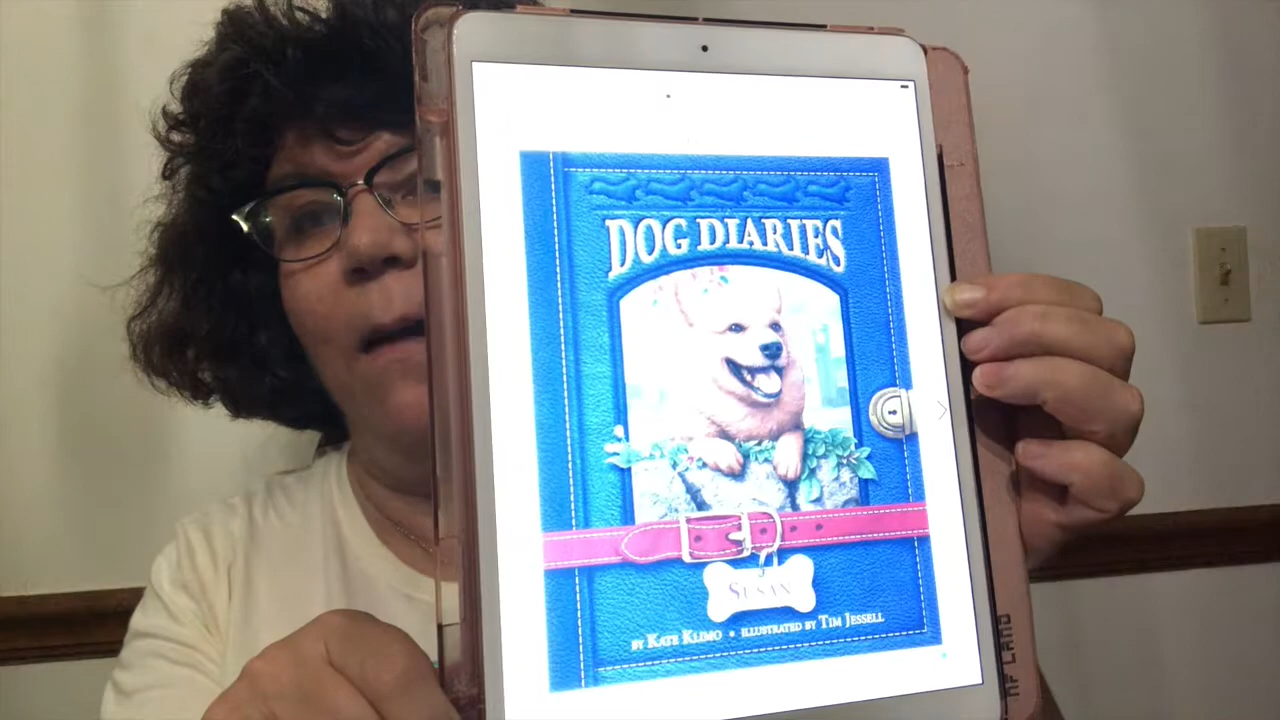 DOG DIARIES
SUSAN
BY KATE KLIMO • ILLUSTRATED BY TIM JESSELL